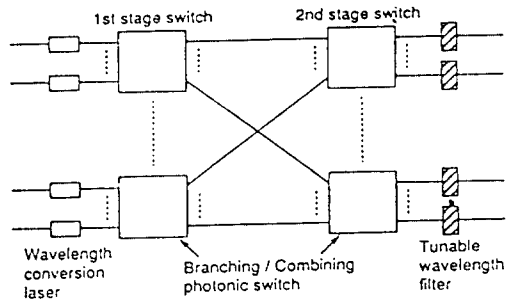 1st stage switch
2nd stage switch
Wavelength
conversion
laser
Branching / Combining
photonic switch
Tunable
wavelength
filter